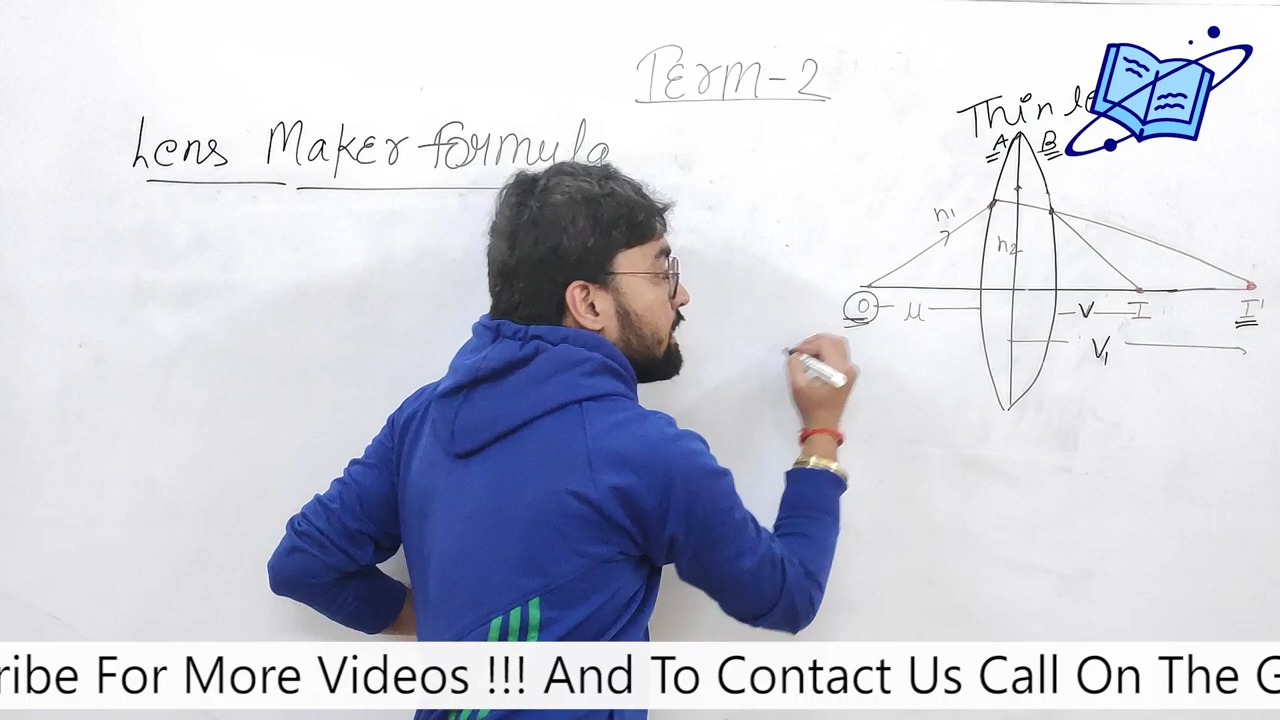 Term-2
Lens Maker formula
Thin
A B
n1
n2
O u v I I'
V1
ribe For More Videos !!! And To Contact Us Call On The G